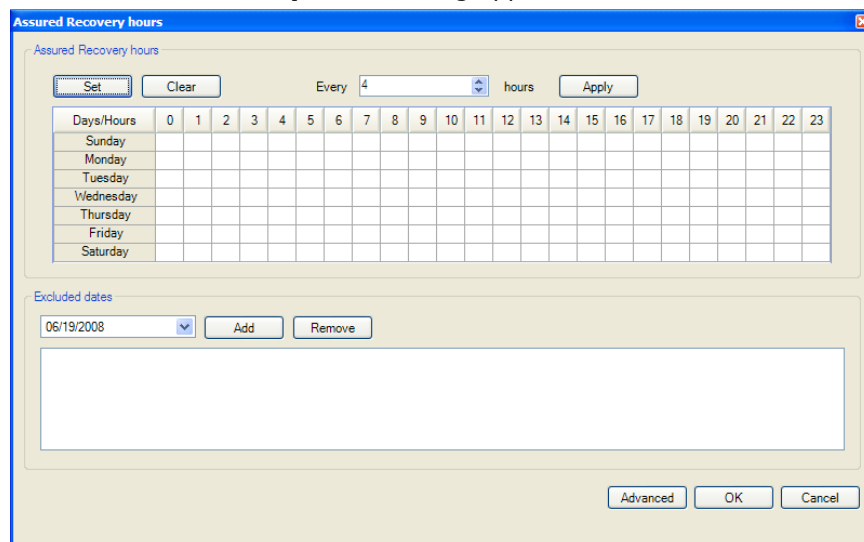 Assured Recovery hours
Assured Recovery hours
Set Clear Every 4 hours Apply
Days/Hours 0 1 2 3 4 5 6 7 8 9 10 11 12 13 14 15 16 17 18 19 20 21 22 23
Sunday
Monday
Tuesday
Wednesday
Thursday
Friday
Saturday
Excluded dates
06/19/2008 Add Remove
Advanced OK Cancel